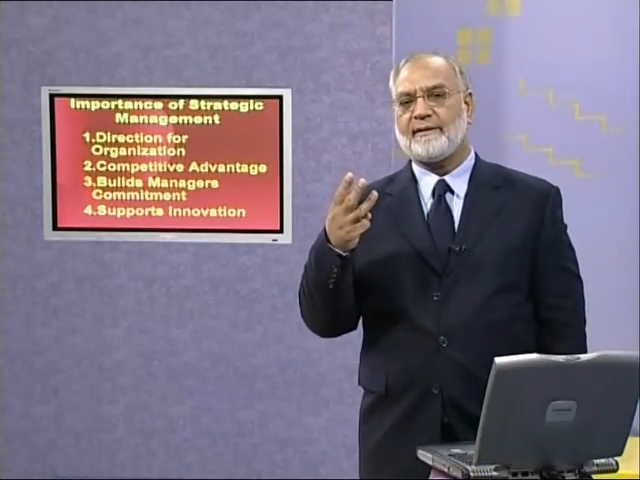 Importance of Strategic
Management
1.Direction for
Organization
2.Competitive Advantage
3.Builds Managers
Commitment
4.Supports Innovation